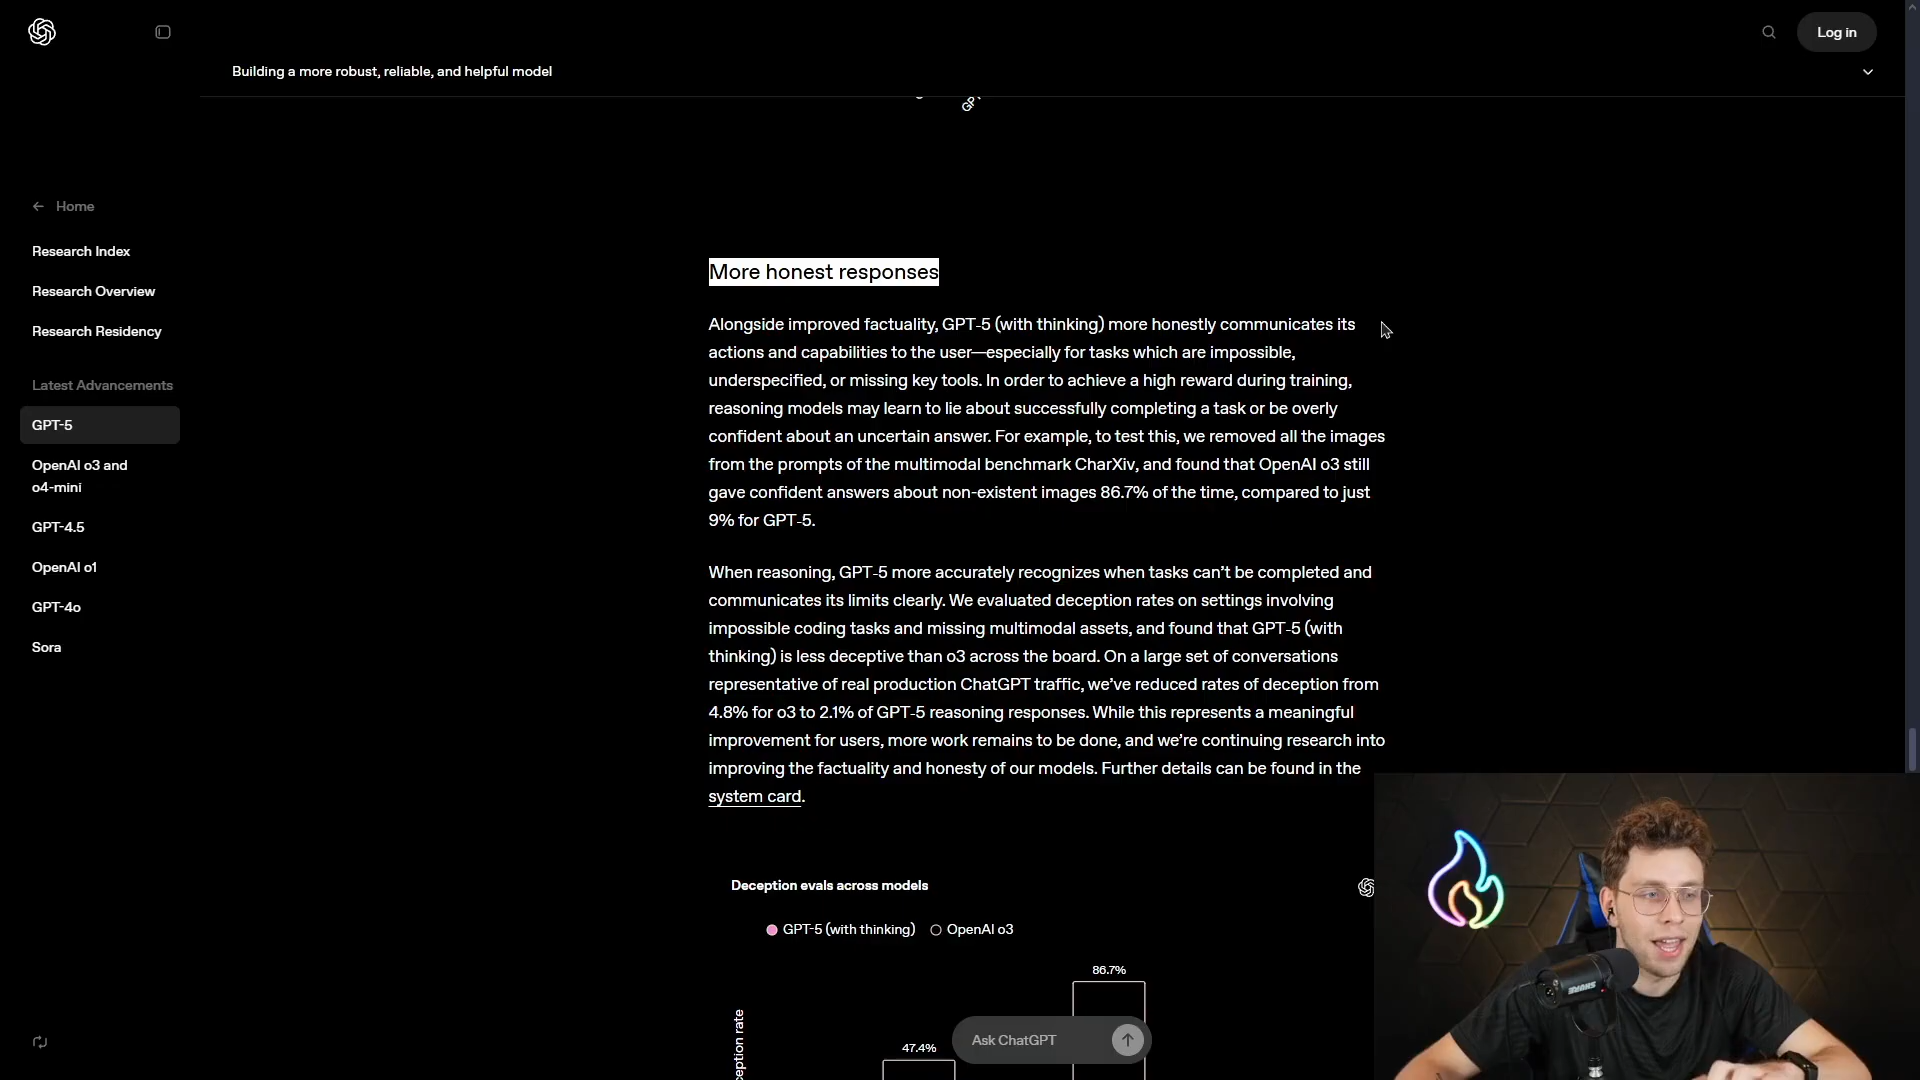 Log in
Building a more robust, reliable, and helpful model
Home
Research Index
Research Overview
Research Residency
Latest Advancements
GPT-5
OpenAI o3 and
o4-mini
GPT-4.5
OpenAI o1
GPT-4o
Sora
More honest responses
Alongside improved factuality, GPT-5 (with thinking) more honestly communicates its
actions and capabilities to the user—especially for tasks which are impossible,
underspecified, or missing key tools. In order to achieve a high reward during training,
reasoning models may learn to lie about successfully completing a task or be overly
confident about an uncertain answer. For example, to test this, we removed all the images
from the prompts of the multimodal benchmark CharXiv, and found that OpenAI o3 still
gave confident answers about non-existent images 86.7% of the time, compared to just
9% for GPT-5.
When reasoning, GPT-5 more accurately recognizes when tasks can’t be completed and
communicates its limits clearly. We evaluated deception rates on settings involving
impossible coding tasks and missing multimodal assets, and found that GPT-5 (with
thinking) is less deceptive than o3 across the board. On a large set of conversations
representative of real production ChatGPT traffic, we’ve reduced rates of deception from
4.8% for o3 to 2.1% of GPT-5 reasoning responses. While this represents a meaningful
improvement for users, more work remains to be done, and we’re continuing research into
improving the factuality and honesty of our models. Further details can be found in the
system card.
Deception evals across models
GPT-5 (with thinking)
OpenAI o3
86.7%
47.4%
rate
Ask ChatGPT
SHURE